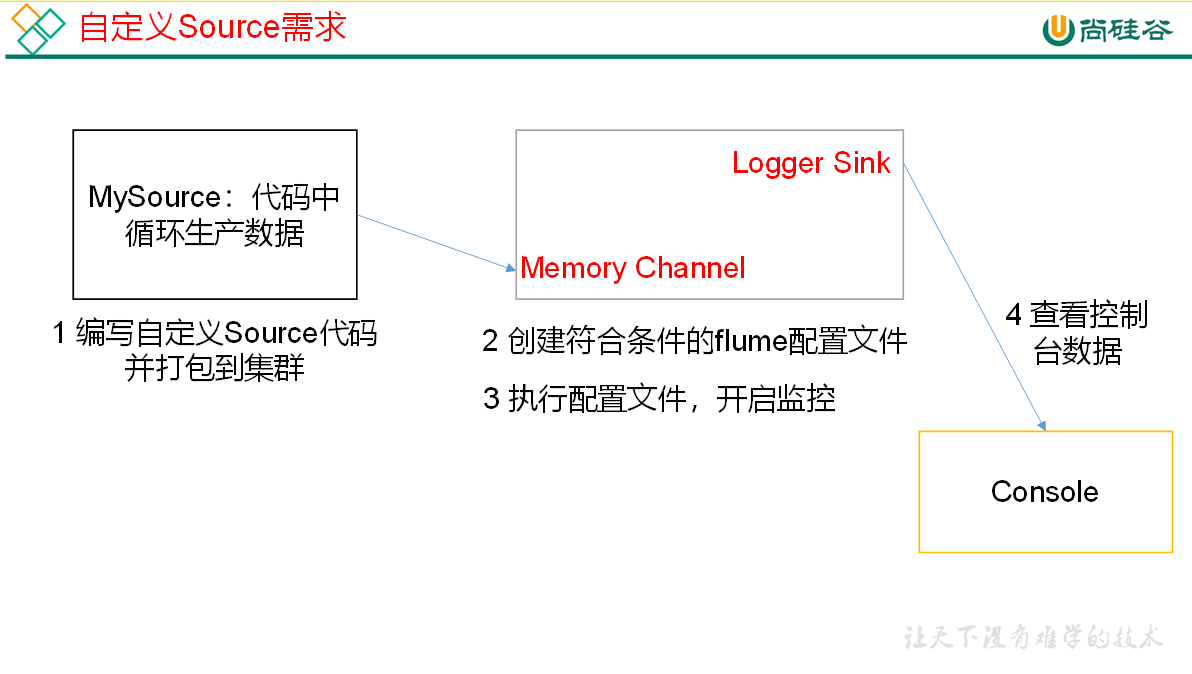 自定义Source需求
尚硅谷
MySource：代码中
循环生产数据
1 编写自定义Source代码
并打包到集群
Logger Sink
Memory Channel
2 创建符合条件的flume配置文件
3 执行配置文件，开启监控
4 查看控制
台数据
Console
让天下没有难学的技术